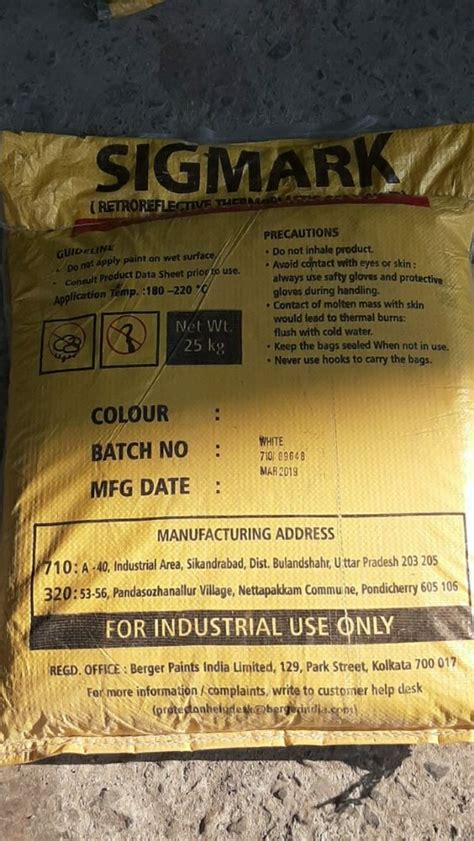 SIGMARK
( RETROREFLECTIVE THERMOPLASTIC
GUIDELINE
• Do not apply paint on wet surface.
• Consult Product Data Sheet prior to use.
Application Temp. :180 –220 °C
Net Wt.
25 kg
PRECAUTIONS
• Do not inhale product.
• Avoid contact with eyes or skin :
always use safty gloves and protective
gloves during handling.
• Contact of molten mass with skin
would lead to thermal burns:
flush with cold water.
• Keep the bags sealed When not in use.
• Never use hooks to carry the bags.
COLOUR : WHITE
BATCH NO : 710/ 89648
MFG DATE : MAR 2019
MANUFACTURING ADDRESS
710: A -40, Industrial Area, Sikandrabad, Dist. Bulandshahr, Uttar Pradesh 203 205
320: 53-56, Pandasozhanallur Village, Nettapakkam Commune, Pondicherry 605 106
FOR INDUSTRIAL USE ONLY
REGD. OFFICE : Berger Paints India Limited, 129, Park Street, Kolkata 700 017
For more information / complaints, write to customer help desk
(protectonhelpdesk@bergerindia.com)